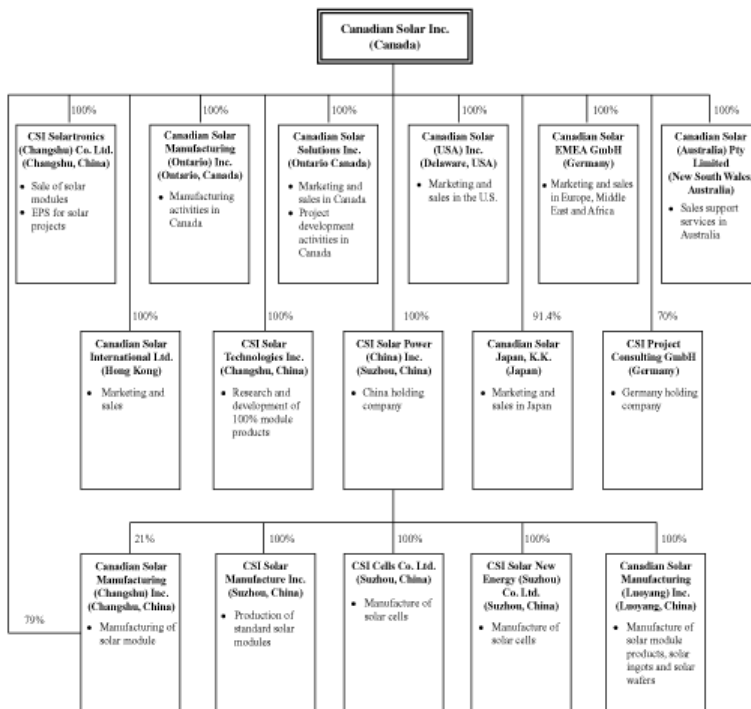 Canadian Solar Inc.
(Canada)
100%
100%
100%
100%
100%
100%
CSI Solartronics
(Changshu) Co. Ltd.
(Changshu, China)
• Sale of solar
modules
• EPS for solar
projects
Canadian Solar
Manufacturing
(Ontario) Inc.
(Ontario, Canada)
• Manufacturing
activities in
Canada
Canadian Solar
Solutions Inc.
(Ontario Canada)
• Marketing and
sales in Canada
• Project
development
activities in
Canada
Canadian Solar
(USA) Inc.
(Delaware, USA)
• Marketing and
sales in the U.S.
Canadian Solar
EMEA GmbH
(Germany)
• Marketing and sales
in Europe, Middle
East and Africa
Canadian Solar
(Australia) Pty
Limited
(New South Wales,
Australia)
• Sales support
services in
Australia
100%
100%
100%
91.4%
70%
Canadian Solar
International Ltd.
(Hong Kong)
• Marketing and
sales
CSI Solar
Technologies Inc.
(Changshu, China)
• Research and
development of
100% module
products
CSI Solar Power
(China) Inc.
(Suzhou, China)
• China holding
company
Canadian Solar
Japan, K.K.
(Japan)
• Marketing and
sales in Japan
CSI Project
Consulting GmbH
(Germany)
• Germany holding
company
21%
100%
100%
100%
100%
79%
Canadian Solar
Manufacturing
(Changshu) Inc.
(Changshu, China)
• Manufacturing of
solar module
CSI Solar
Manufacture Inc.
(Suzhou, China)
• Production of
standard solar
modules
CSI Cells Co. Ltd.
(Suzhou, China)
• Manufacture of
solar cells
CSI Solar New
Energy (Suzhou)
Co. Ltd.
(Suzhou, China)
• Manufacture of
solar cells
Canadian Solar
Manufacturing
(Luoyang) Inc.
(Luoyang, China)
• Manufacture of
solar module
products, solar
ingots and solar
wafers